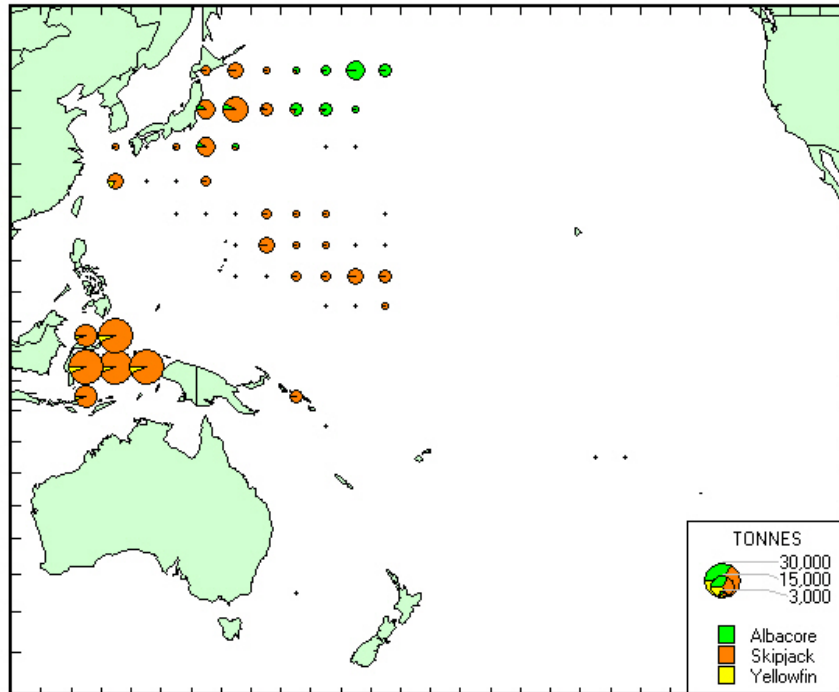 TONNES
30,000
15,000
3,000
Albacore
Skipjack
Yellowfin